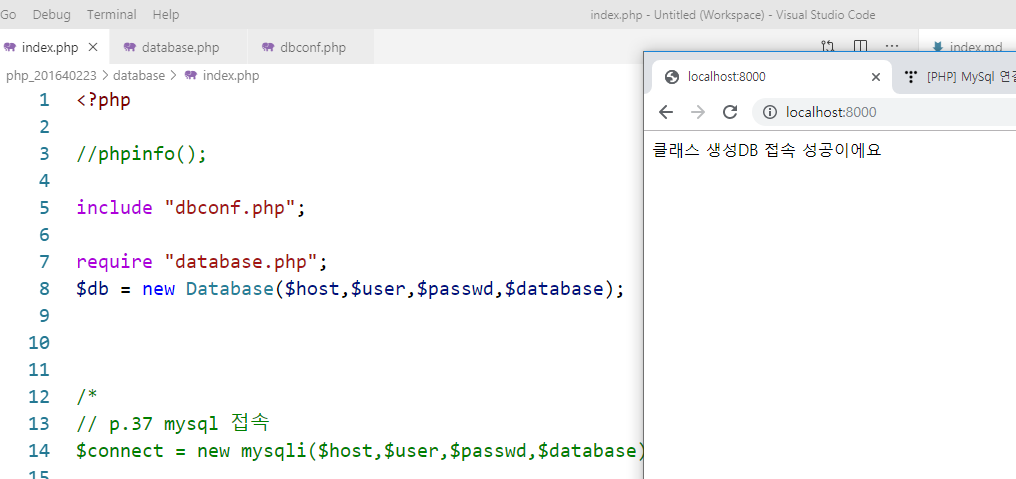 Go Debug Terminal Help index.php - Untitled (Workspace) - Visual Studio Code
index.php database.php dbconf.php index.md
php_201640223 > database > index.php
localhost:8000 [PHP] MySql 연결
localhost:8000
클래스 생성DB 접속 성공이에요
1 <?php
2
3 //phpinfo();
4
5 include "dbconf.php";
6
7 require "database.php";
8 $db = new Database($host,$user,$passwd,$database);
9
10
11
12 /*
13 // p.37 mysql 접속
14 $connect = new mysqli($host,$user,$passwd,$database)
15